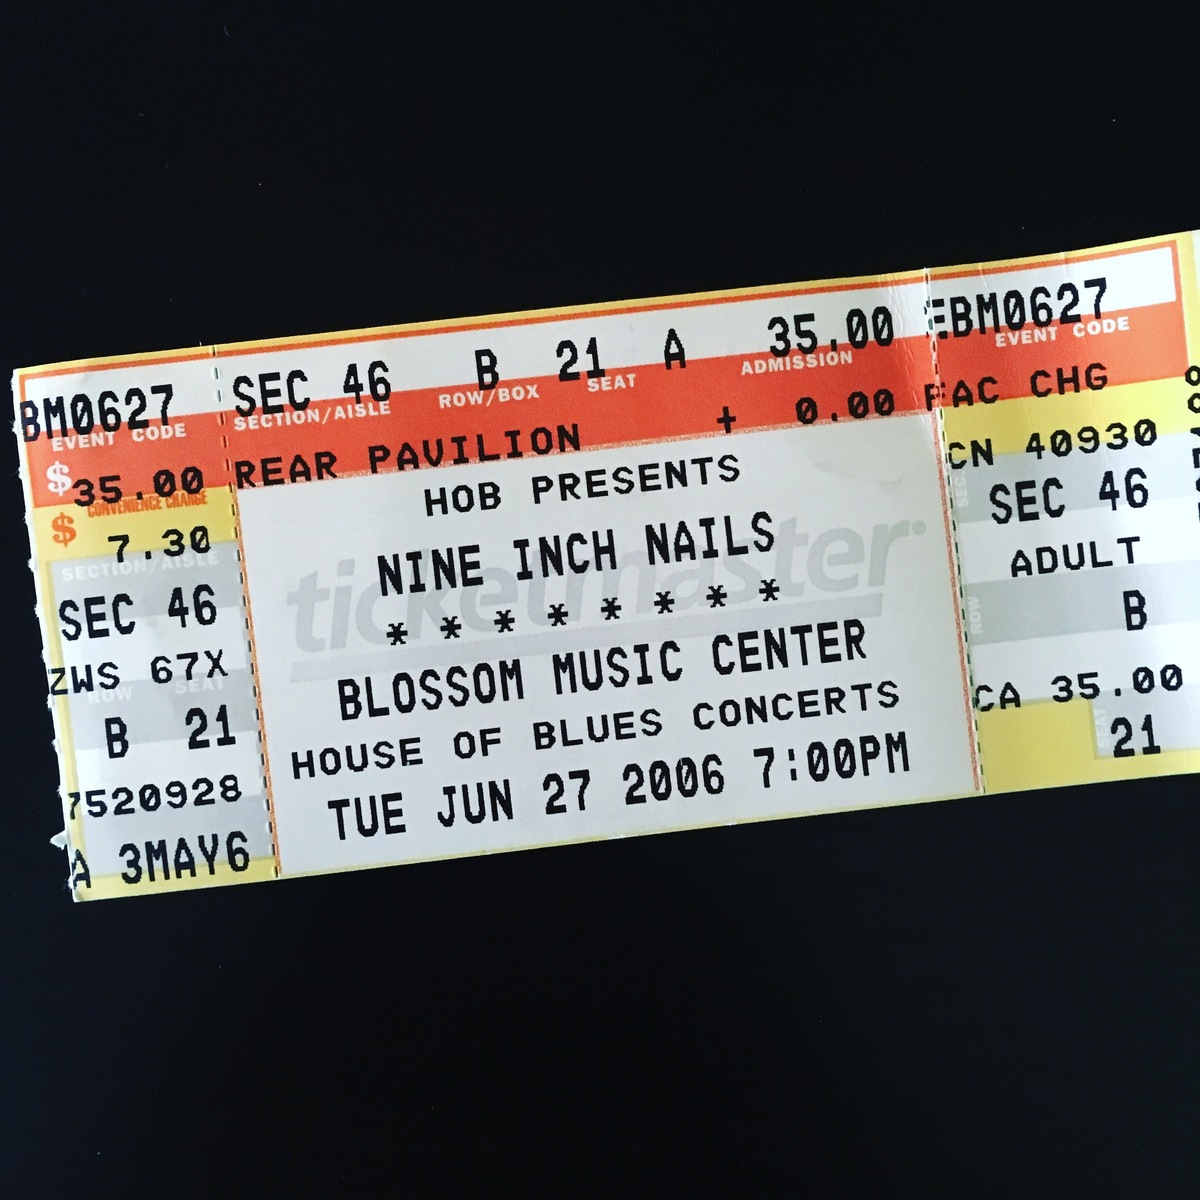 BM0627
EVENT CODE
$35.00
CONVENIENCE CHARGE
$ 7.30
SECTION/AISLE
SEC 46
ZWS 67X
ROW SEAT
B 21
7520928
A 3MAY6
SEC 46 B 21 A 35.00
SECTION/AISLE ROW/BOX SEAT ADMISSION
REAR PAVILION + 0.00 FAC CHG
HOB PRESENTS
ticketmaster®
NINE INCH NAILS
* * * * * * * *
BLOSSOM MUSIC CENTER
HOUSE OF BLUES CONCERTS
TUE JUN 27 2006 7:00PM
EBM0627
EVENT CODE
CN 40930
SEC
SEC 46
ADULT
ROW
B
CA 35.00
SEAT
21